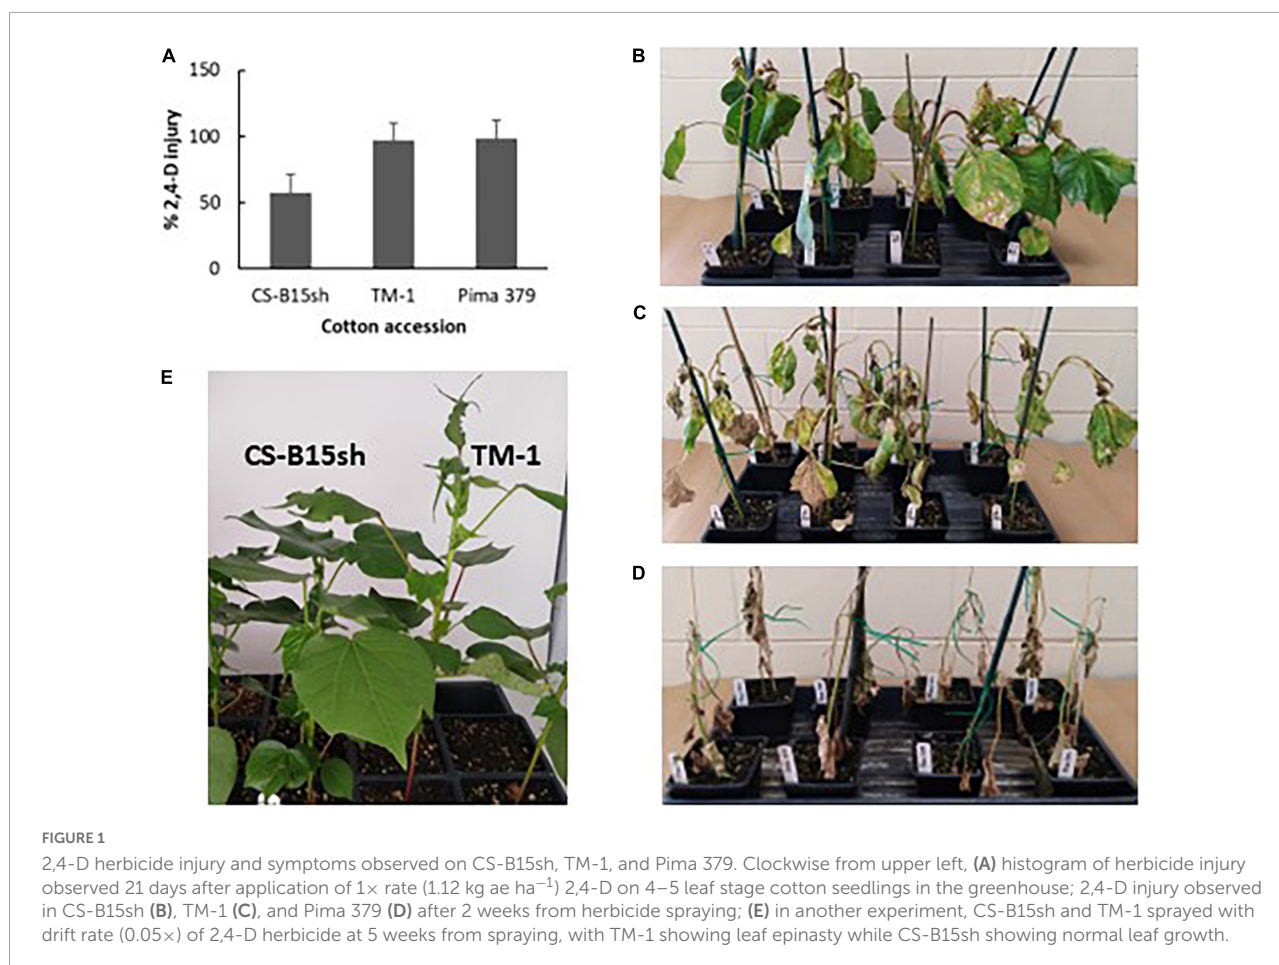 A
150
100
50
0
% 2,4-D injury
CS-B15sh TM-1 Pima 379
Cotton accession
B
C
D
E
CS-B15sh TM-1
FIGURE 1
2,4-D herbicide injury and symptoms observed on CS-B15sh, TM-1, and Pima 379. Clockwise from upper left, (A) histogram of herbicide injury
observed 21 days after application of 1× rate (1.12 kg ae ha⁻¹) 2,4-D on 4–5 leaf stage cotton seedlings in the greenhouse; 2,4-D injury observed
in CS-B15sh (B), TM-1 (C), and Pima 379 (D) after 2 weeks from herbicide spraying; (E) in another experiment, CS-B15sh and TM-1 sprayed with
drift rate (0.05×) of 2,4-D herbicide at 5 weeks from spraying, with TM-1 showing leaf epinasty while CS-B15sh showing normal leaf growth.